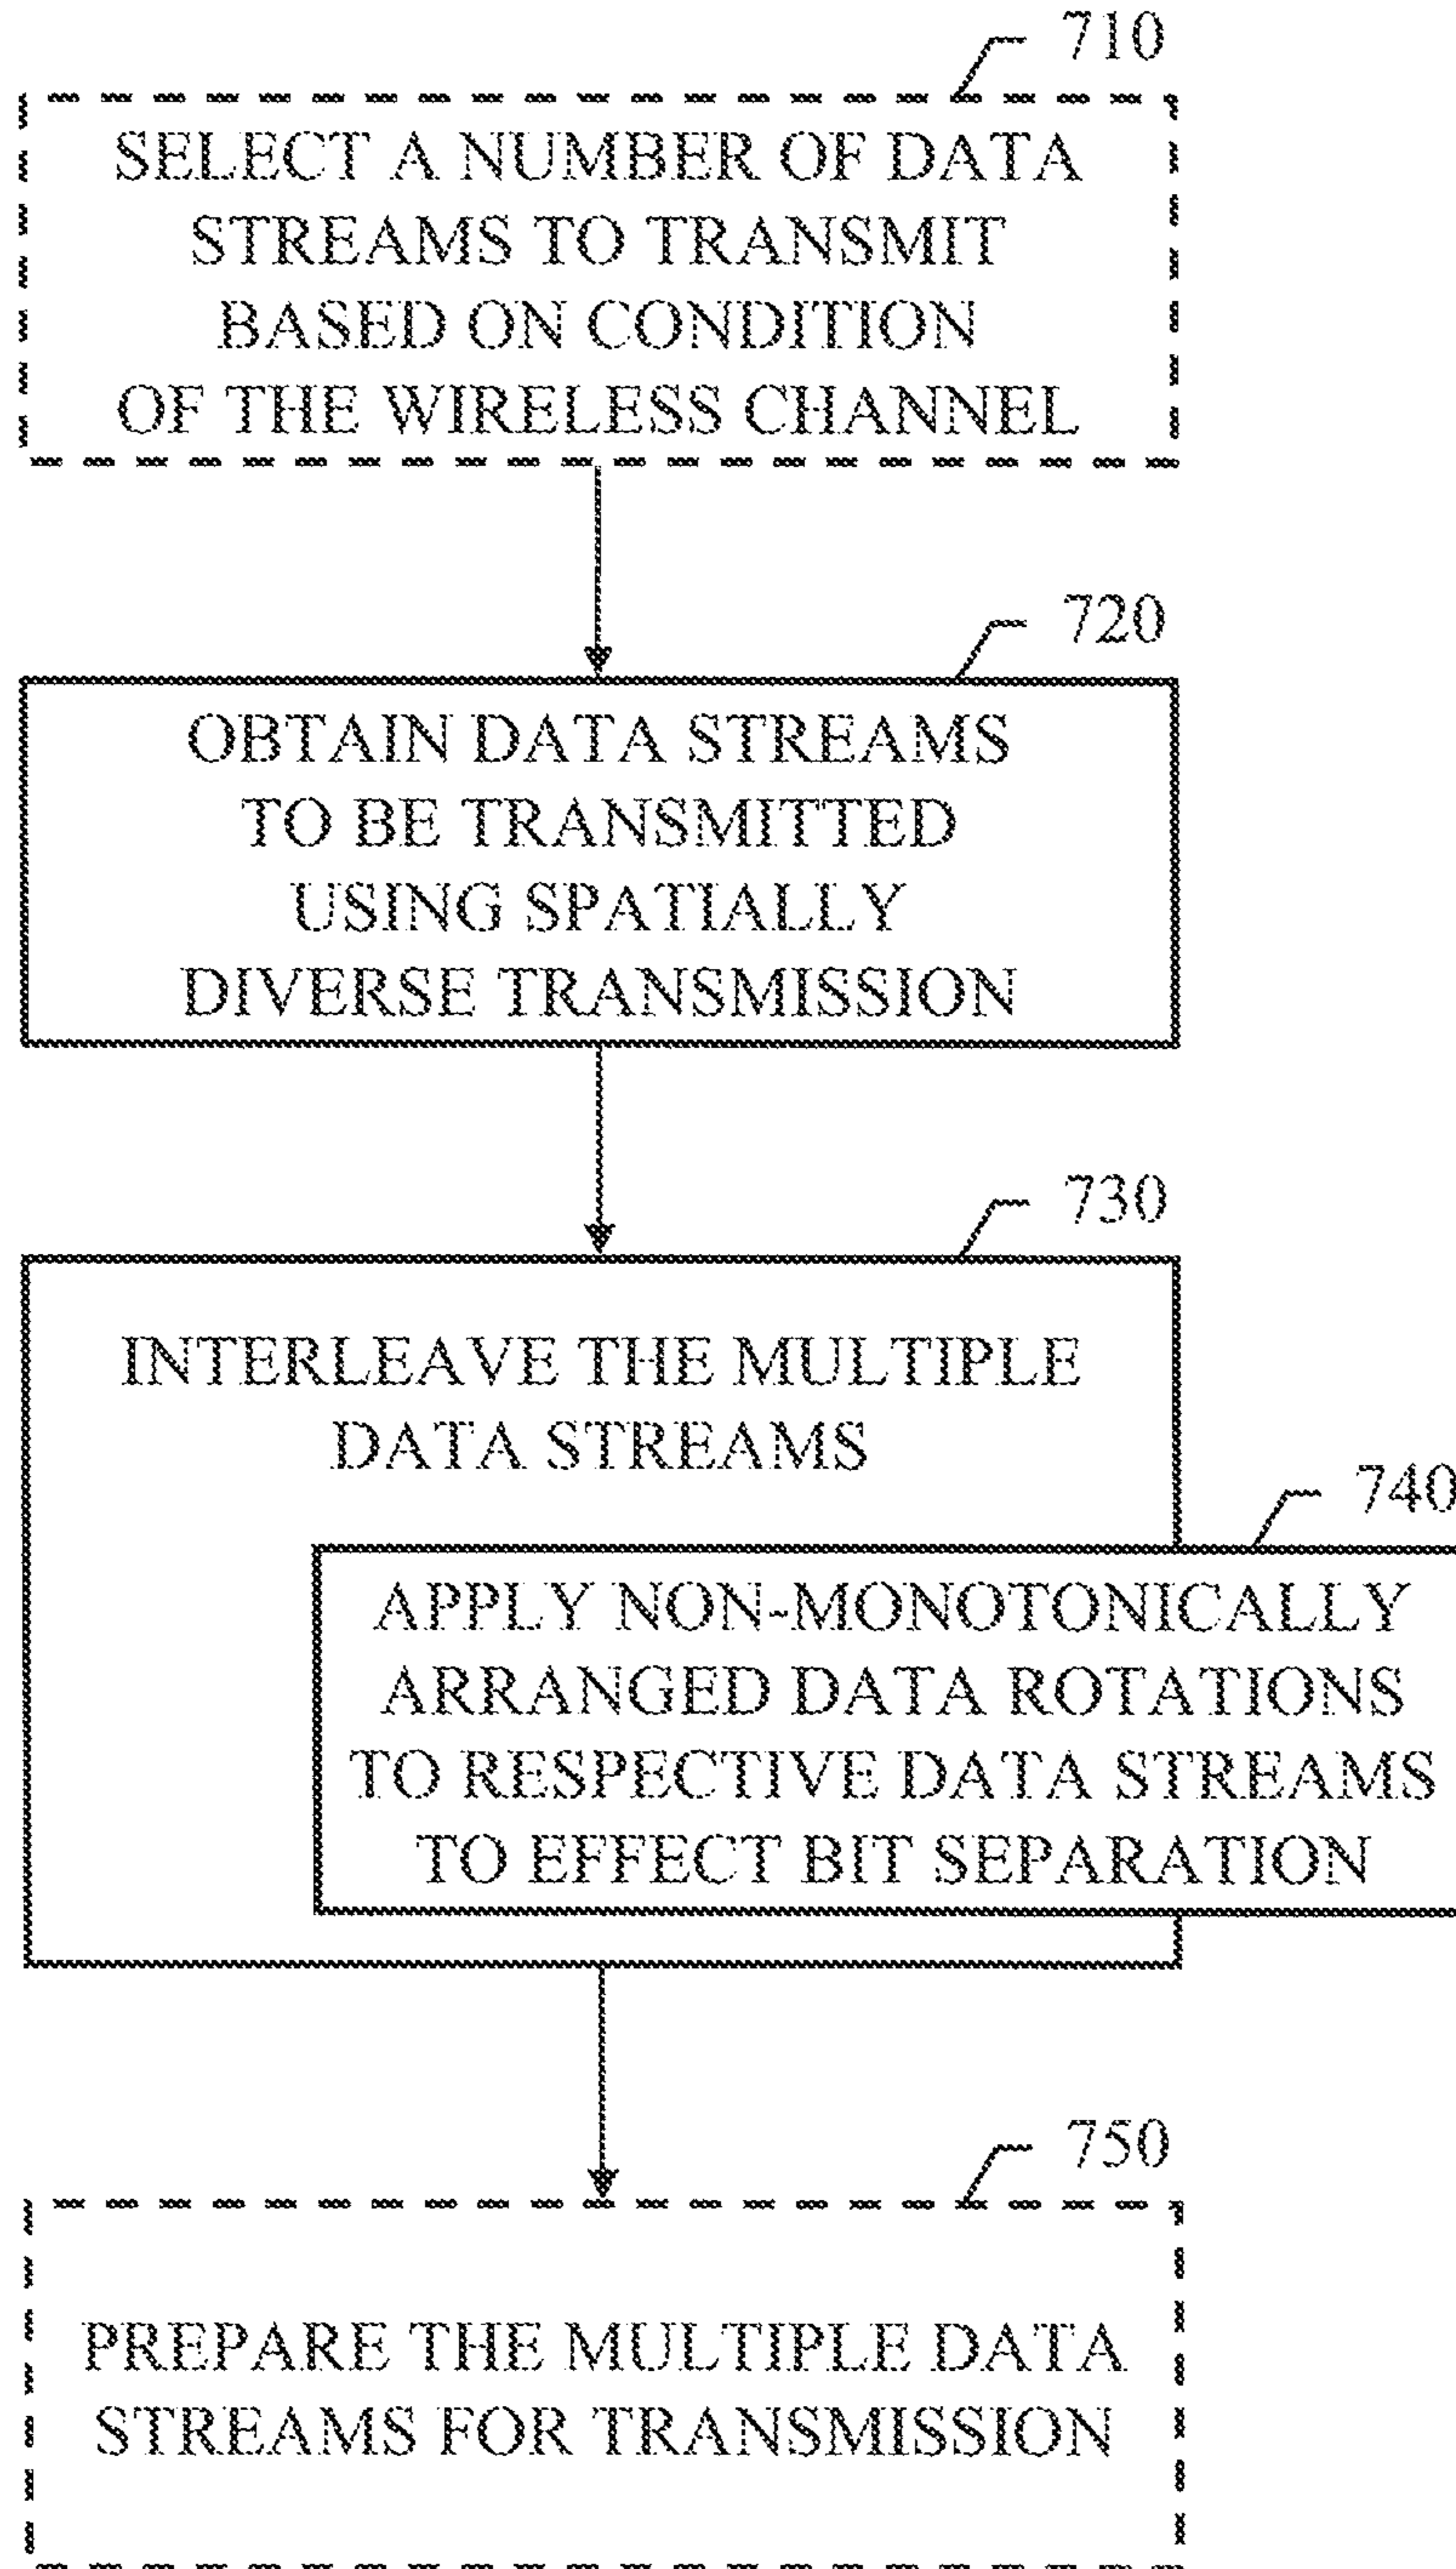 710
SELECT A NUMBER OF DATA
STREAMS TO TRANSMIT
BASED ON CONDITION
OF THE WIRELESS CHANNEL
720
OBTAIN DATA STREAMS
TO BE TRANSMITTED
USING SPATIALLY
DIVERSE TRANSMISSION
730
INTERLEAVE THE MULTIPLE
DATA STREAMS
740
APPLY NON-MONOTONICALLY
ARRANGED DATA ROTATIONS
TO RESPECTIVE DATA STREAMS
TO EFFECT BIT SEPARATION
750
PREPARE THE MULTIPLE DATA
STREAMS FOR TRANSMISSION